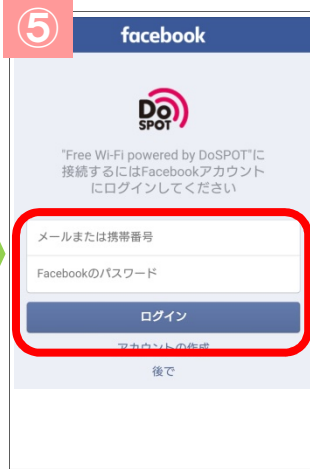 ⑤
facebook
Do
SPOT
"Free Wi-Fi powered by DoSPOT"に
接続するにはFacebookアカウント
にログインしてください
メールまたは携帯番号
Facebookのパスワード
ログイン
アカウントの作成
後で